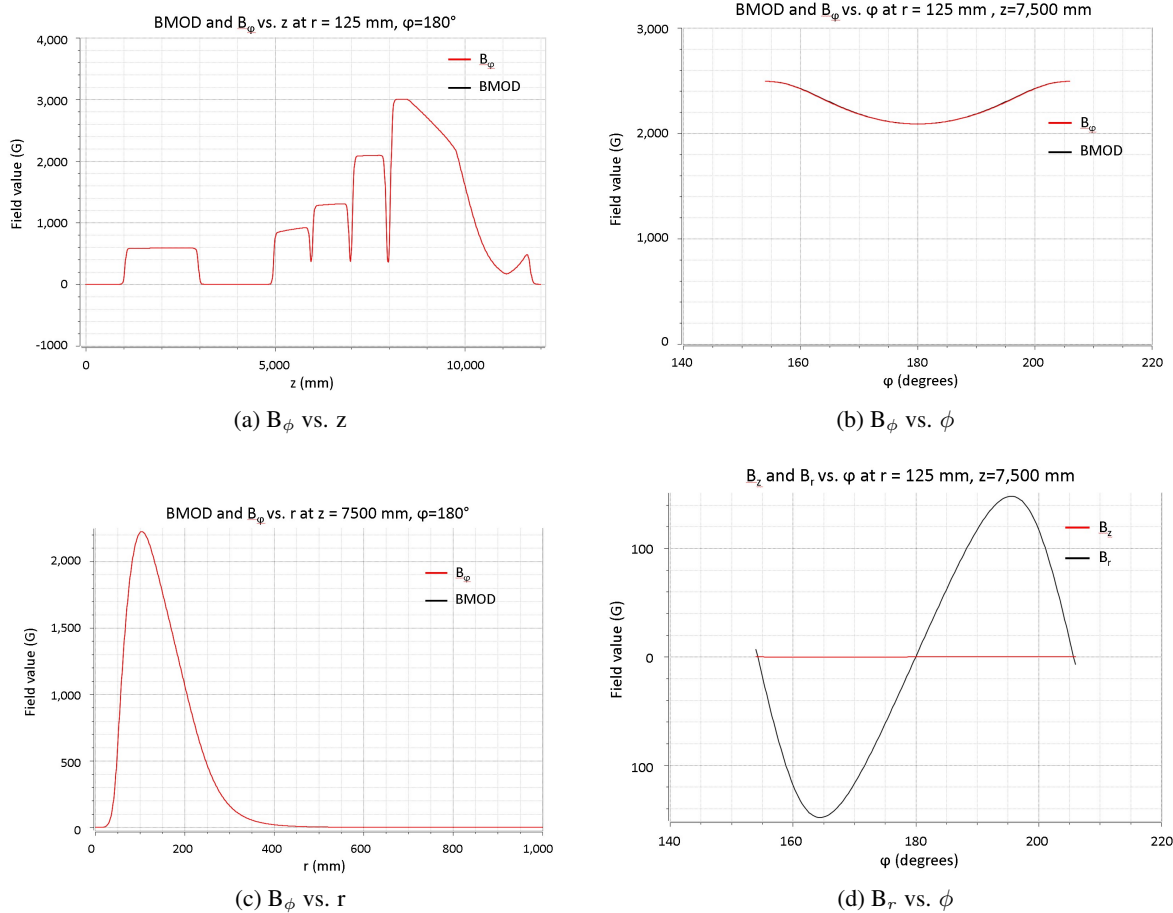 BMOD and Bφ vs. z at r = 125 mm, φ=180°
4,000
3,000
2,000
1,000
0
-1000
Field value (G)
Bφ
BMOD
0
5,000
10,000
z (mm)
(a) Bϕ vs. z
BMOD and Bφ vs. φ at r = 125 mm , z=7,500 mm
3,000
2,000
1,000
0
Field value (G)
Bφ
BMOD
140
160
180
200
220
φ (degrees)
(b) Bϕ vs. ϕ
BMOD and Bφ vs. r at z = 7500 mm, φ=180°
2,000
1,500
1,000
500
0
Field value (G)
Bφ
BMOD
0
200
400
600
800
1,000
r (mm)
(c) Bϕ vs. r
Bz and Br vs. φ at r = 125 mm, z=7,500 mm
100
0
100
Field value (G)
Bz
Br
140
160
180
200
220
φ (degrees)
(d) Br vs. ϕ